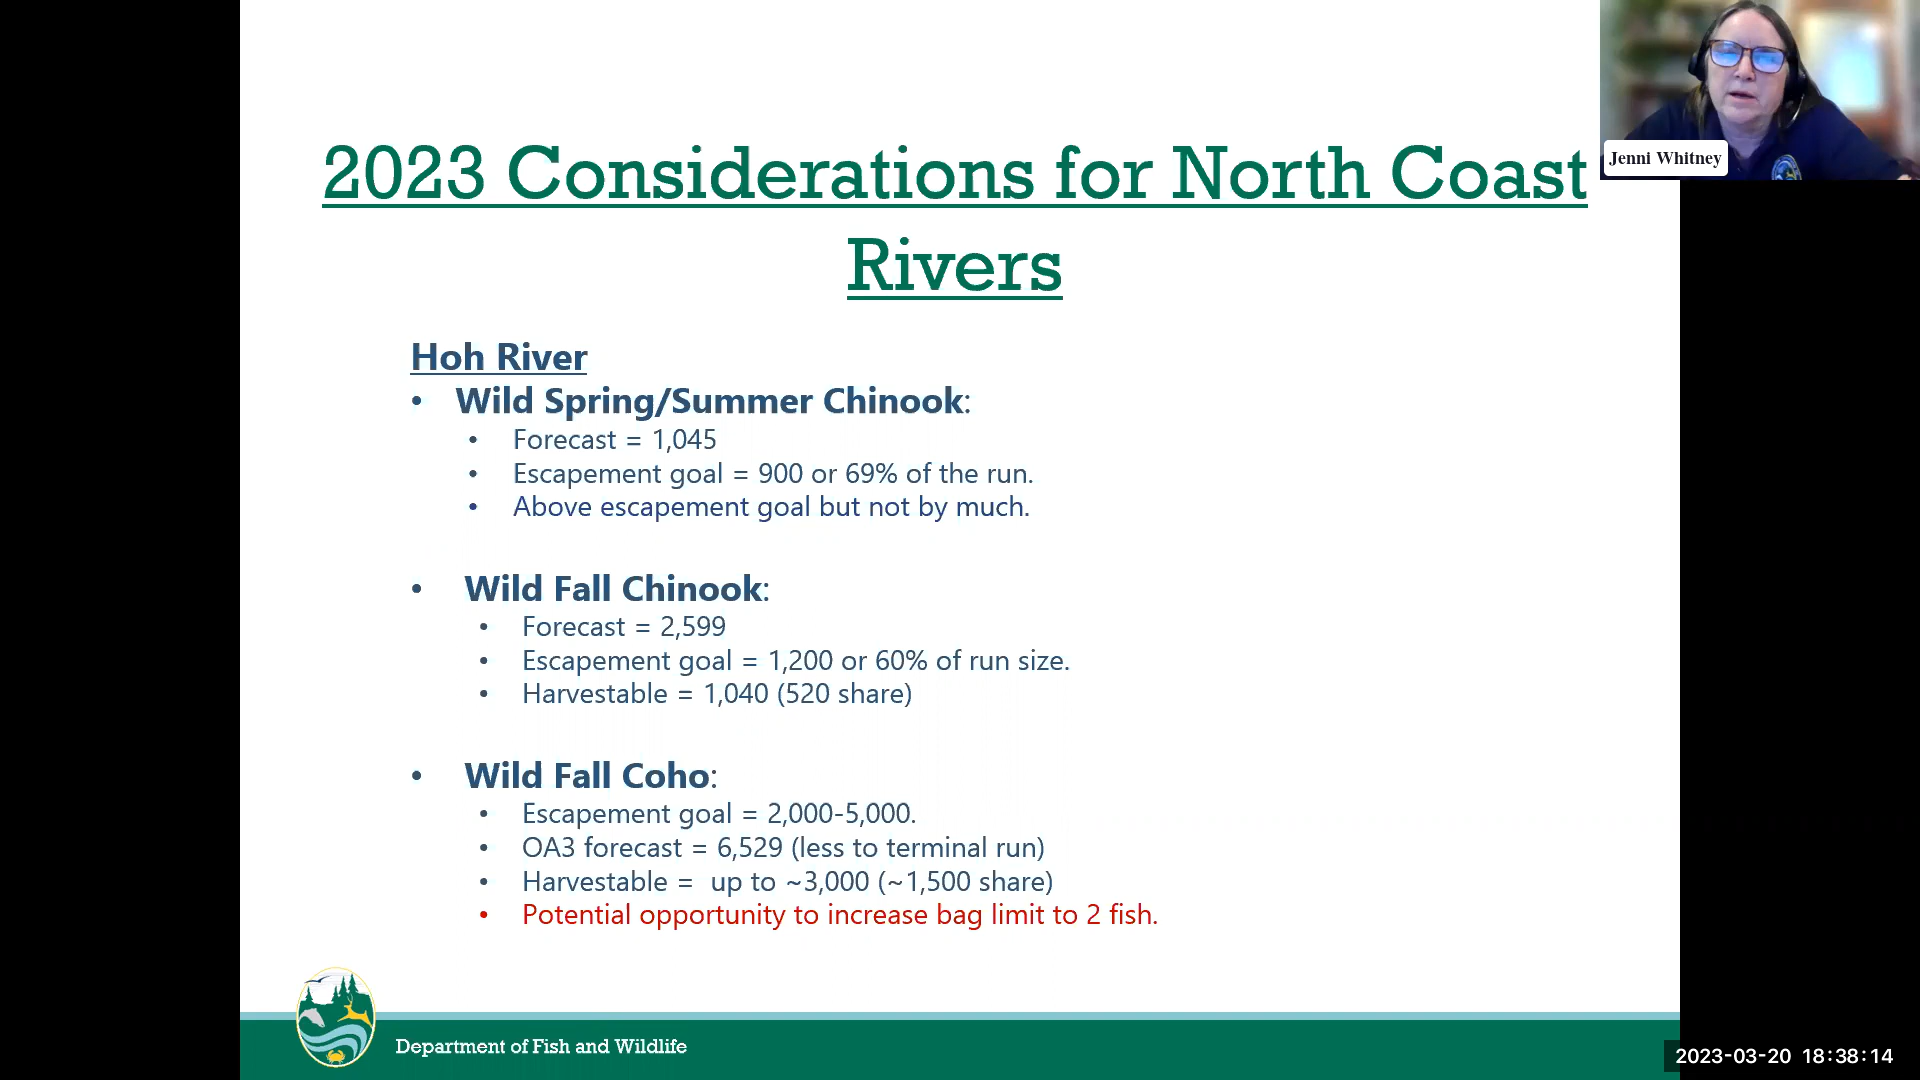 2023 Considerations for North Coast
Rivers
Jenni Whitney
Hoh River
• Wild Spring/Summer Chinook:
• Forecast = 1,045
• Escapement goal = 900 or 69% of the run.
• Above escapement goal but not by much.
• Wild Fall Chinook:
• Forecast = 2,599
• Escapement goal = 1,200 or 60% of run size.
• Harvestable = 1,040 (520 share)
• Wild Fall Coho:
• Escapement goal = 2,000-5,000.
• OA3 forecast = 6,529 (less to terminal run)
• Harvestable = up to ~3,000 (~1,500 share)
• Potential opportunity to increase bag limit to 2 fish.
Department of Fish and Wildlife
2023-03-20 18:38:14